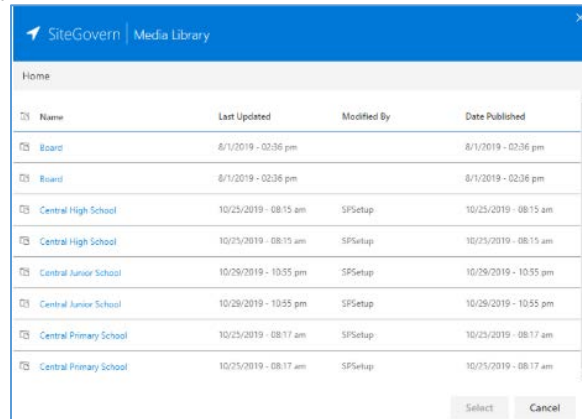 SiteGovern | Media Library
Home
Name Last Updated Modified By Date Published
Board 8/1/2019 - 02:36 pm 8/1/2019 - 02:36 pm
Board 8/1/2019 - 02:36 pm 8/1/2019 - 02:36 pm
Central High School 10/25/2019 - 08:15 am SPSetup 10/25/2019 - 08:15 am
Central High School 10/25/2019 - 08:15 am SPSetup 10/25/2019 - 08:15 am
Central Junior School 10/29/2019 - 10:55 pm SPSetup 10/29/2019 - 10:55 pm
Central Junior School 10/29/2019 - 10:55 pm SPSetup 10/29/2019 - 10:55 pm
Central Primary School 10/25/2019 - 08:17 am SPSetup 10/25/2019 - 08:17 am
Central Primary School 10/25/2019 - 08:17 am SPSetup 10/25/2019 - 08:17 am
Select Cancel